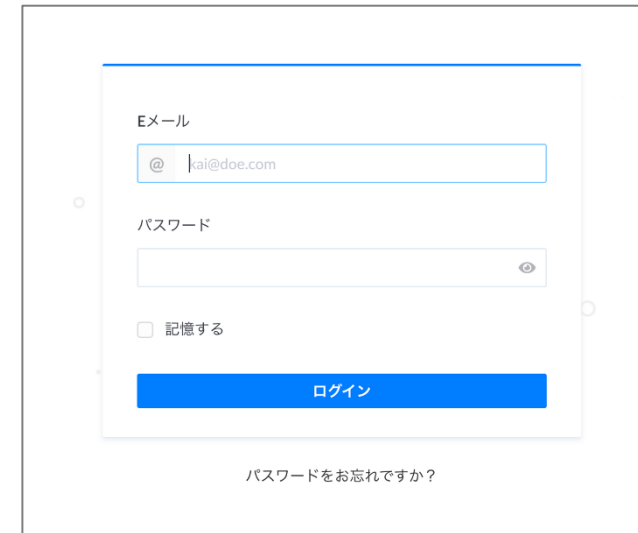 Eメール
@ kai@doe.com
パスワード
記憶する
ログイン
パスワードをお忘れですか？